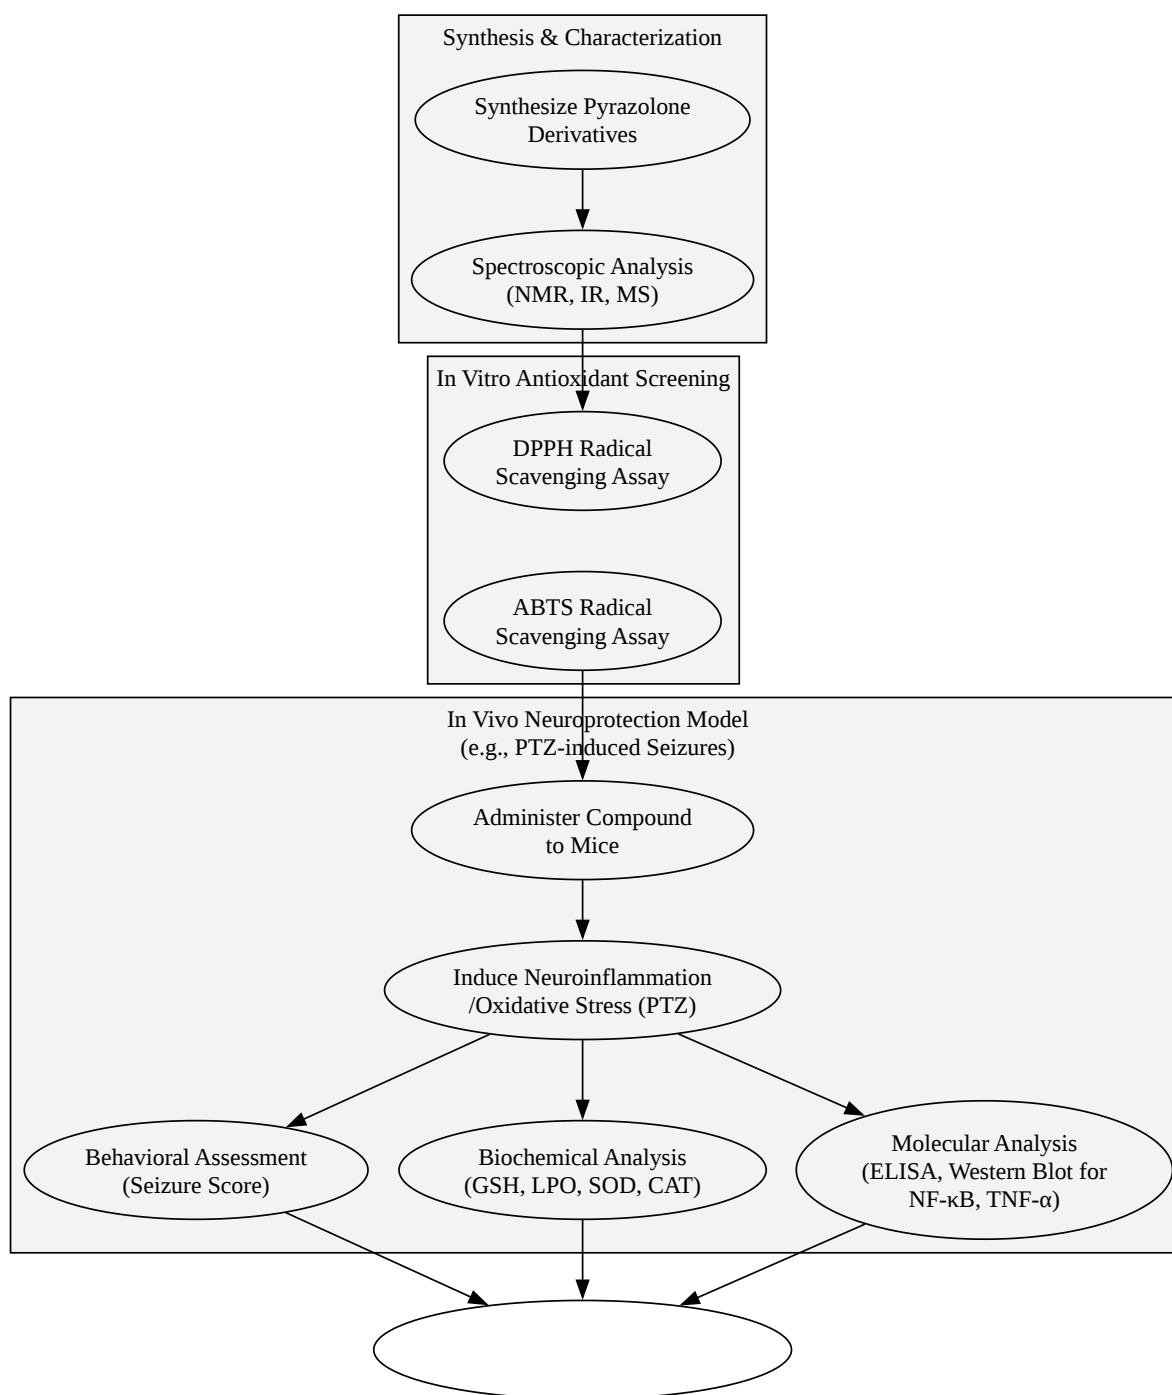 Synthesis & Characterization
Synthesize Pyrazolone
Derivatives
Spectroscopic Analysis
(NMR, IR, MS)
In Vitro Antioxidant Screening
DPPH Radical
Scavenging Assay
ABTS Radical
Scavenging Assay
In Vivo Neuroprotection Model
(e.g., PTZ-induced Seizures)
Administer Compound
to Mice
Induce Neuroinflammation
/Oxidative Stress (PTZ)
Behavioral Assessment
(Seizure Score)
Biochemical Analysis
(GSH, LPO, SOD, CAT)
Molecular Analysis
(ELISA, Western Blot for
NF-κB, TNF-α)